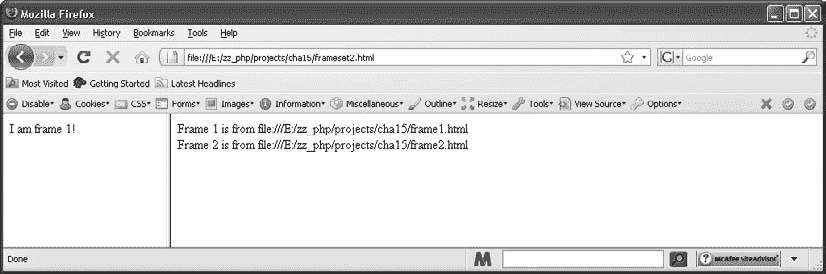 Mozilla Firefox
File Edit View History Bookmarks Tools Help
file:///E:/zz_php/projects/cha15/frameset2.html
G Google
Most Visited Getting Started Latest Headlines
Disable Cookies CSS Forms Images Information Miscellaneous Outline Resize Tools View Source Options
I am frame 1!
Frame 1 is from file:///E:/zz_php/projects/cha15/frame1.html
Frame 2 is from file:///E:/zz_php/projects/cha15/frame2.html
Done
McAfee SiteAdvisor